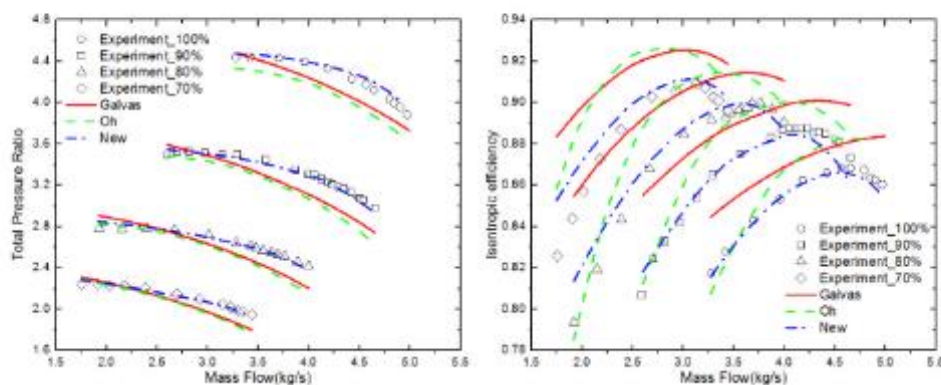 4.8
4.4
4.0
3.6
3.2
2.8
2.4
2.0
1.6
Total Pressure Ratio
Experiment_100%
Experiment_90%
Experiment_80%
Experiment_70%
Galvas
Oh
New
1.5 2.0 2.5 3.0 3.5 4.0 4.5 5.0 5.5
Mass Flow(kg/s)
0.94
0.92
0.90
0.88
0.86
0.84
0.82
0.80
0.78
Isentropic efficiency
Experiment_100%
Experiment_90%
Experiment_80%
Experiment_70%
Galvas
Oh
New
1.5 2.0 2.5 3.0 3.5 4.0 4.5 5.0 5.5
Mass Flow(kg/s)